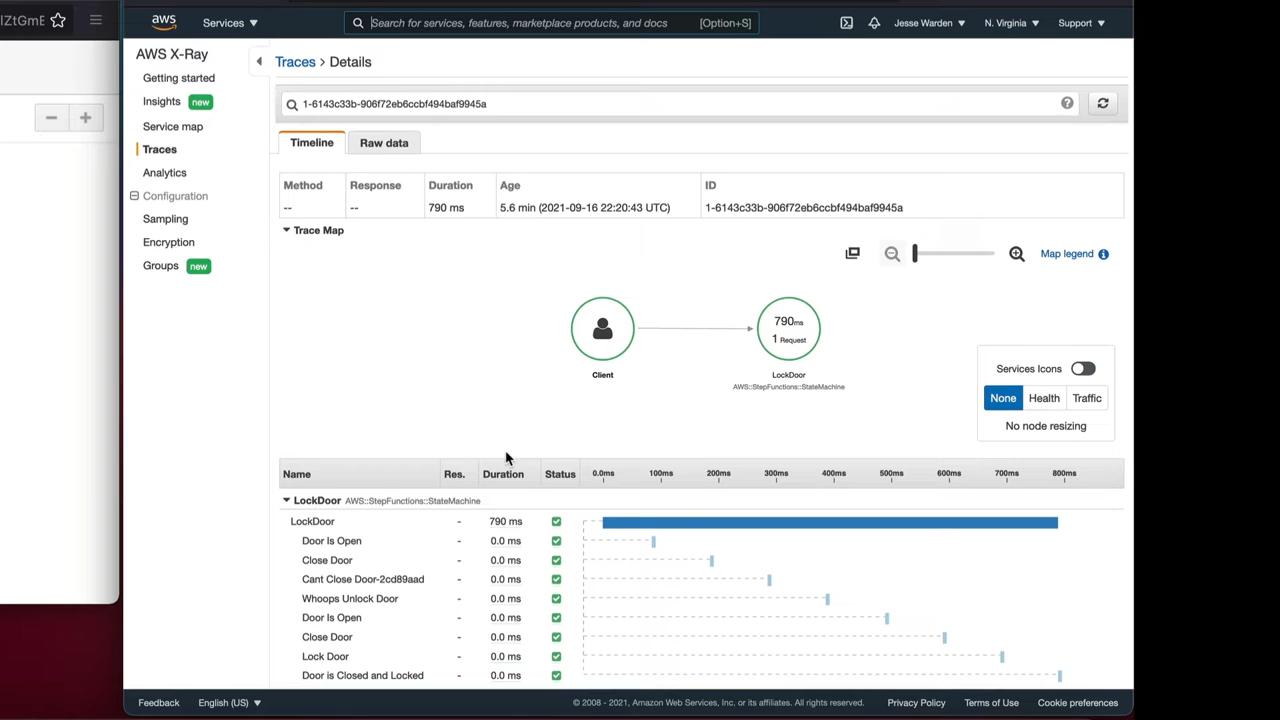 IZtGmE
aws
Services
Search for services, features, marketplace products, and docs [Option+S]
Jesse Warden
N. Virginia
Support
AWS X-Ray
Getting started
Insights new
Service map
Traces
Analytics
Configuration
Sampling
Encryption
Groups new
Traces > Details
1-6143c33b-906f72eb6ccbf494baf9945a
Timeline
Raw data
Method Response Duration Age ID
-- -- 790 ms 5.6 min (2021-09-16 22:20:43 UTC) 1-6143c33b-906f72eb6ccbf494baf9945a
Trace Map
Map legend
790ms
1 Request
Client
LockDoor
AWS::StepFunctions::StateMachine
Services Icons
None Health Traffic
No node resizing
Name Res. Duration Status 0.0ms 100ms 200ms 300ms 400ms 500ms 600ms 700ms 800ms
LockDoor AWS::StepFunctions::StateMachine
LockDoor - 790 ms
Door Is Open - 0.0 ms
Close Door - 0.0 ms
Cant Close Door-2cd89aad - 0.0 ms
Whoops Unlock Door - 0.0 ms
Door Is Open - 0.0 ms
Close Door - 0.0 ms
Lock Door - 0.0 ms
Door is Closed and Locked - 0.0 ms
Feedback English (US) © 2008 - 2021, Amazon Web Services, Inc. or its affiliates. All rights reserved. Privacy Policy Terms of Use Cookie preferences